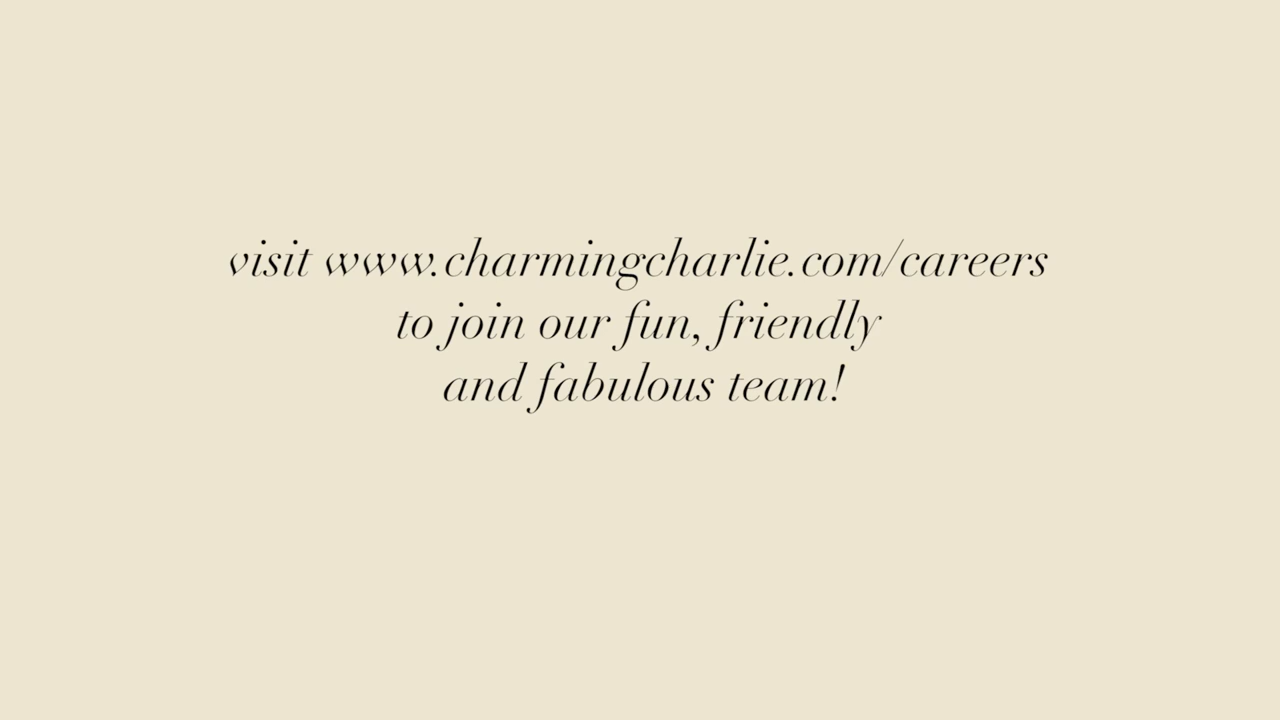 visit www.charmingcharlie.com/careers
to join our fun, friendly
and fabulous team!